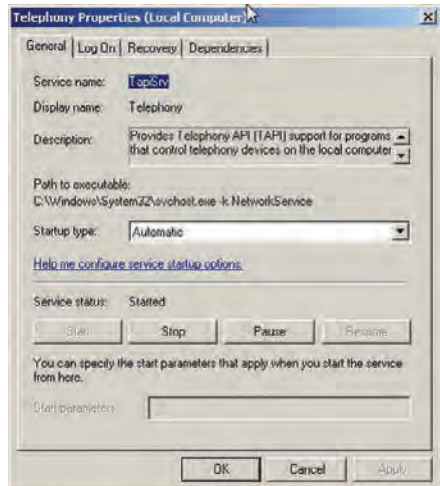 Telephony Properties (Local Computer)
General Log On Recovery Dependencies
Service name: TapiSrv
Display name: Telephony
Description: Provides Telephony API (TAPI) support for programs
that control telephony devices on the local computer
Path to executable:
C:\Windows\System32\svchost.exe -k NetworkService
Startup type: Automatic
Help me configure service startup options.
Service status: Started
Start Stop Pause Resume
You can specify the start parameters that apply when you start the service
from here.
Start parameters:
OK Cancel Apply